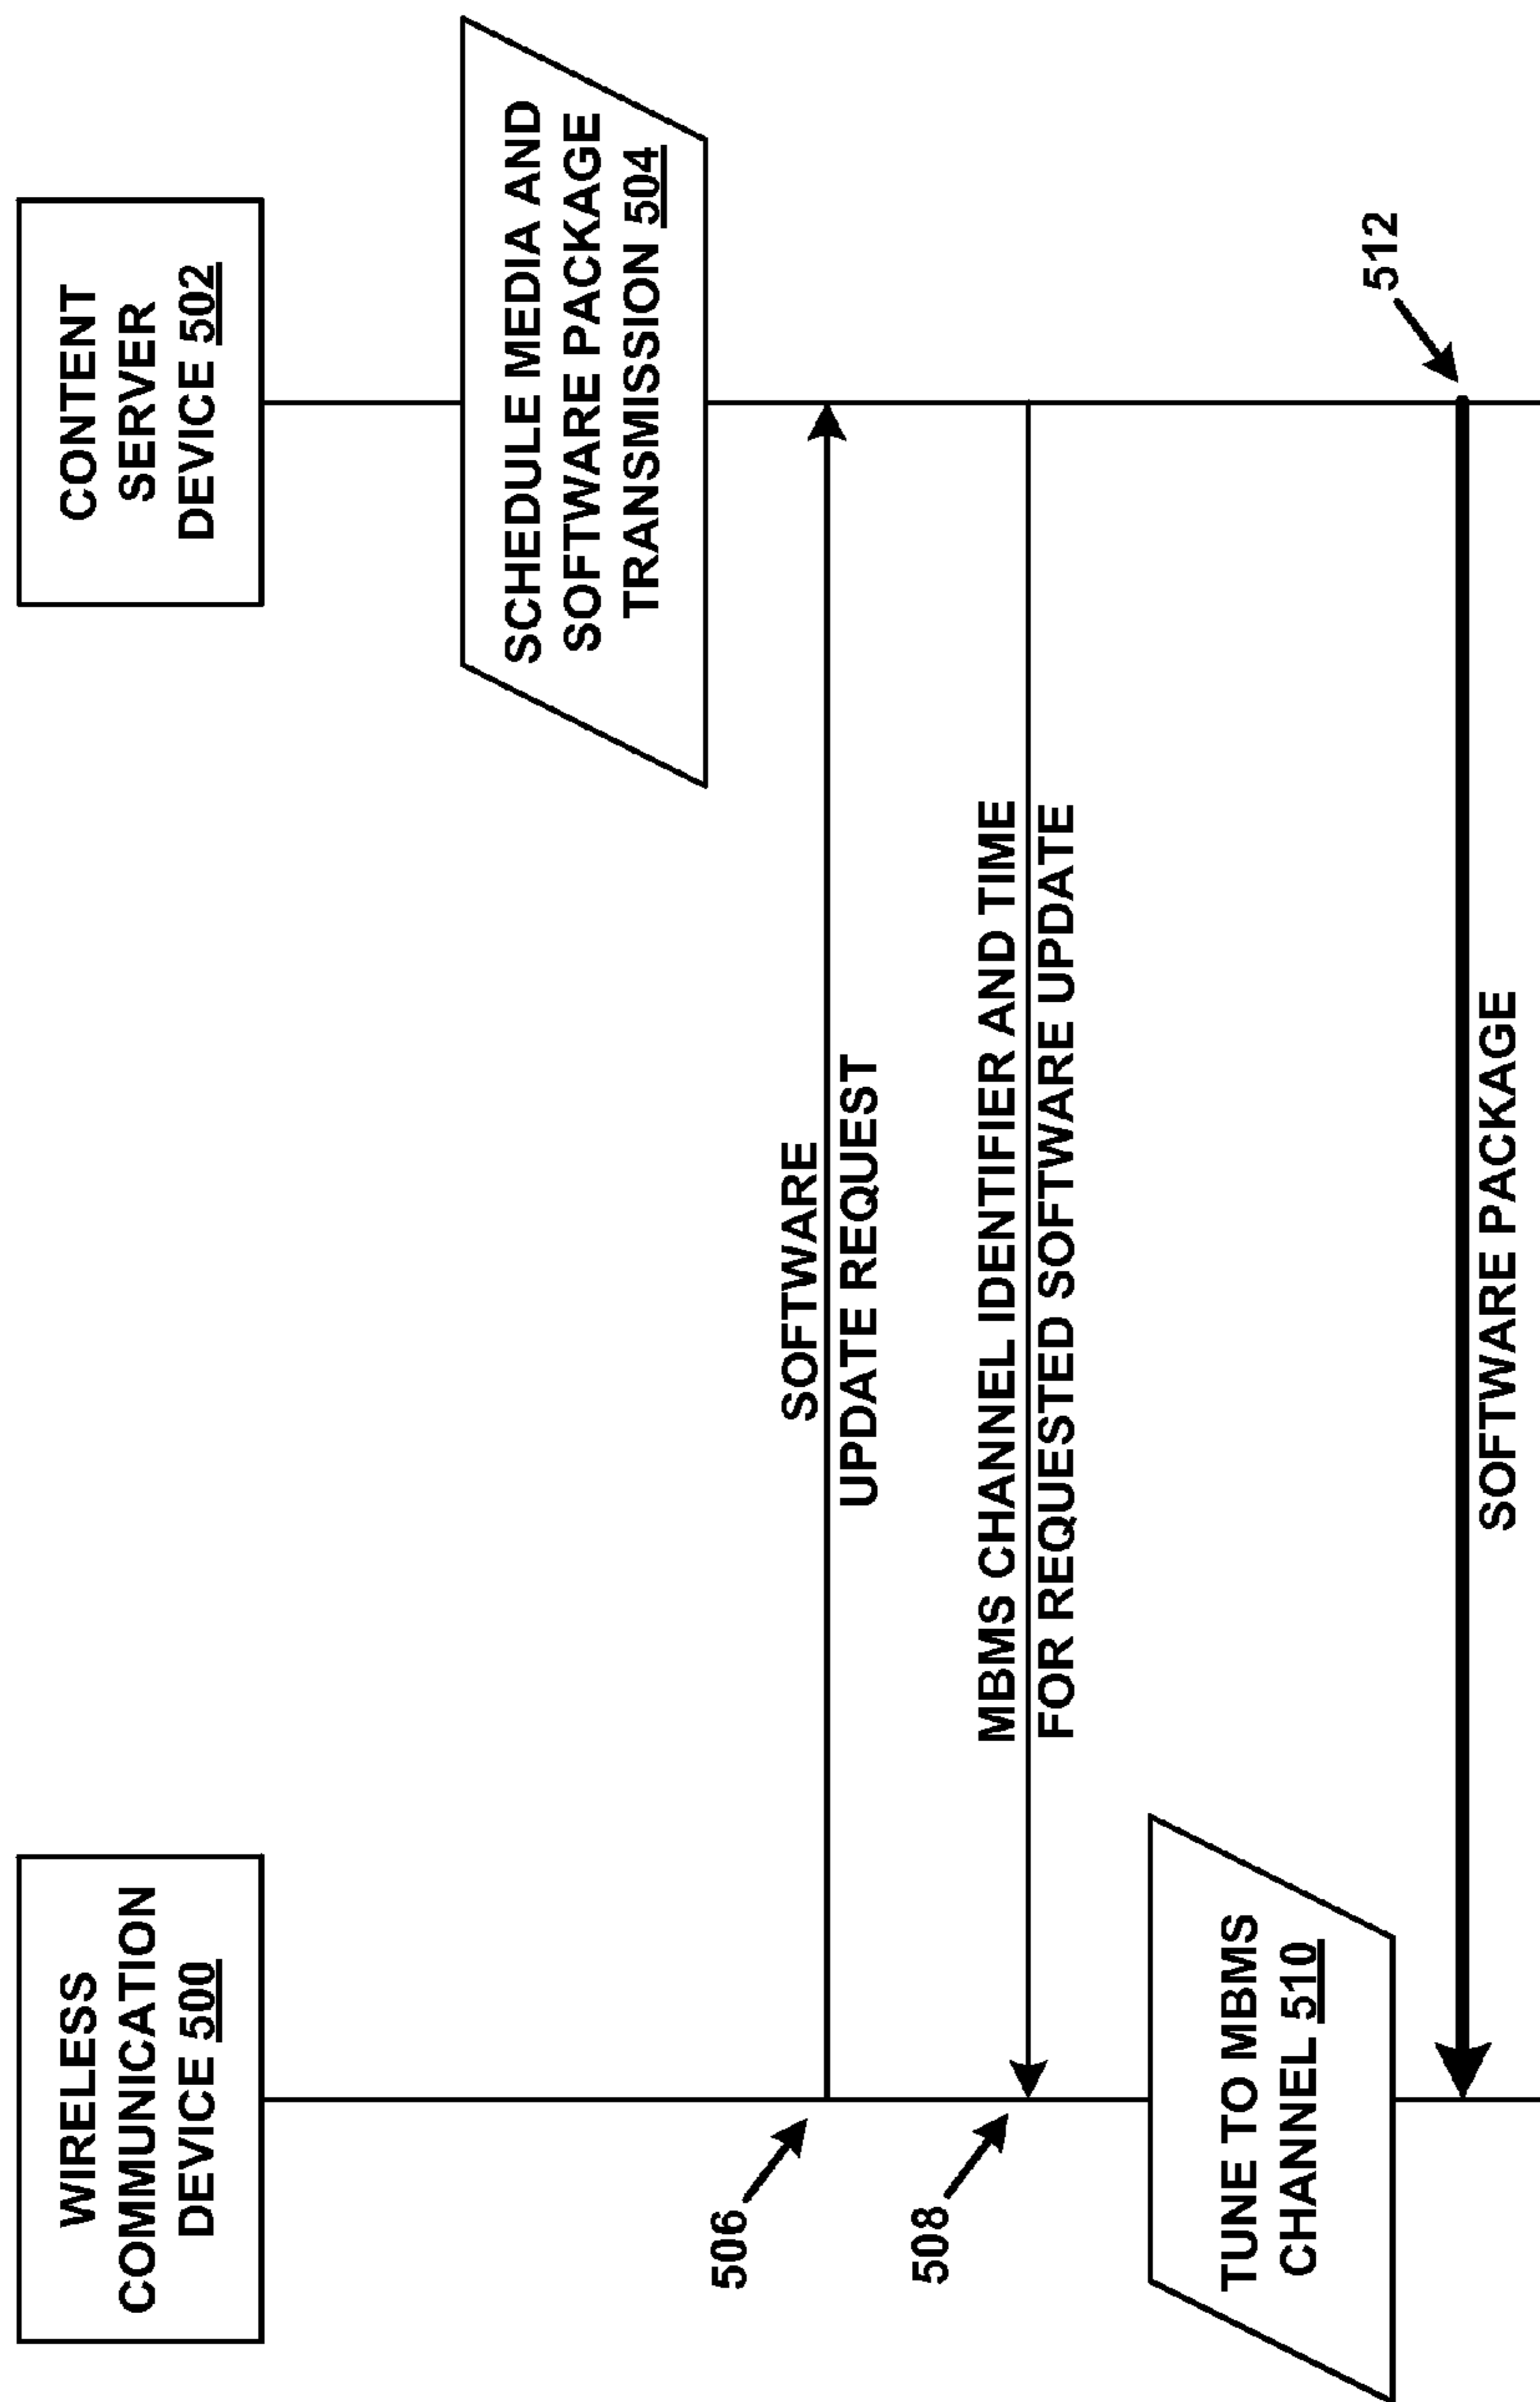 WIRELESS
COMMUNICATION
DEVICE 500
CONTENT
SERVER
DEVICE 502
SCHEDULE MEDIA AND
SOFTWARE PACKAGE
TRANSMISSION 504
506
SOFTWARE
UPDATE REQUEST
508
MBMS CHANNEL IDENTIFIER AND TIME
FOR REQUESTED SOFTWARE UPDATE
TUNE TO MBMS
CHANNEL 510
512
SOFTWARE PACKAGE